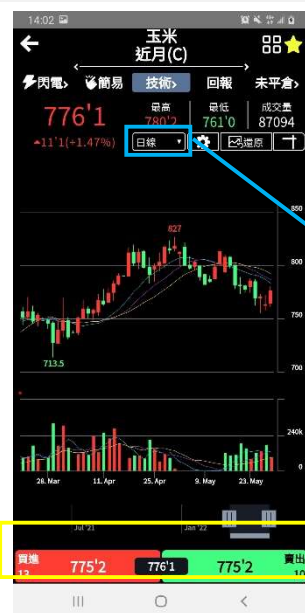 14:02
玉米
近月(C)
閃電› 簡易 技術› 回報 未平倉›
776'1 最高 最低 成交量
780'2 761'0 87094
▲11'1(+1.47%) 日線 ▼ 還原
850
827
800
750
713.5
700
240k
0
28. Mar 11. Apr 25. Apr 9. May 23. May
Jul '21 Jan '22
買進 賣出
13 775'2 776'1 775'2 10